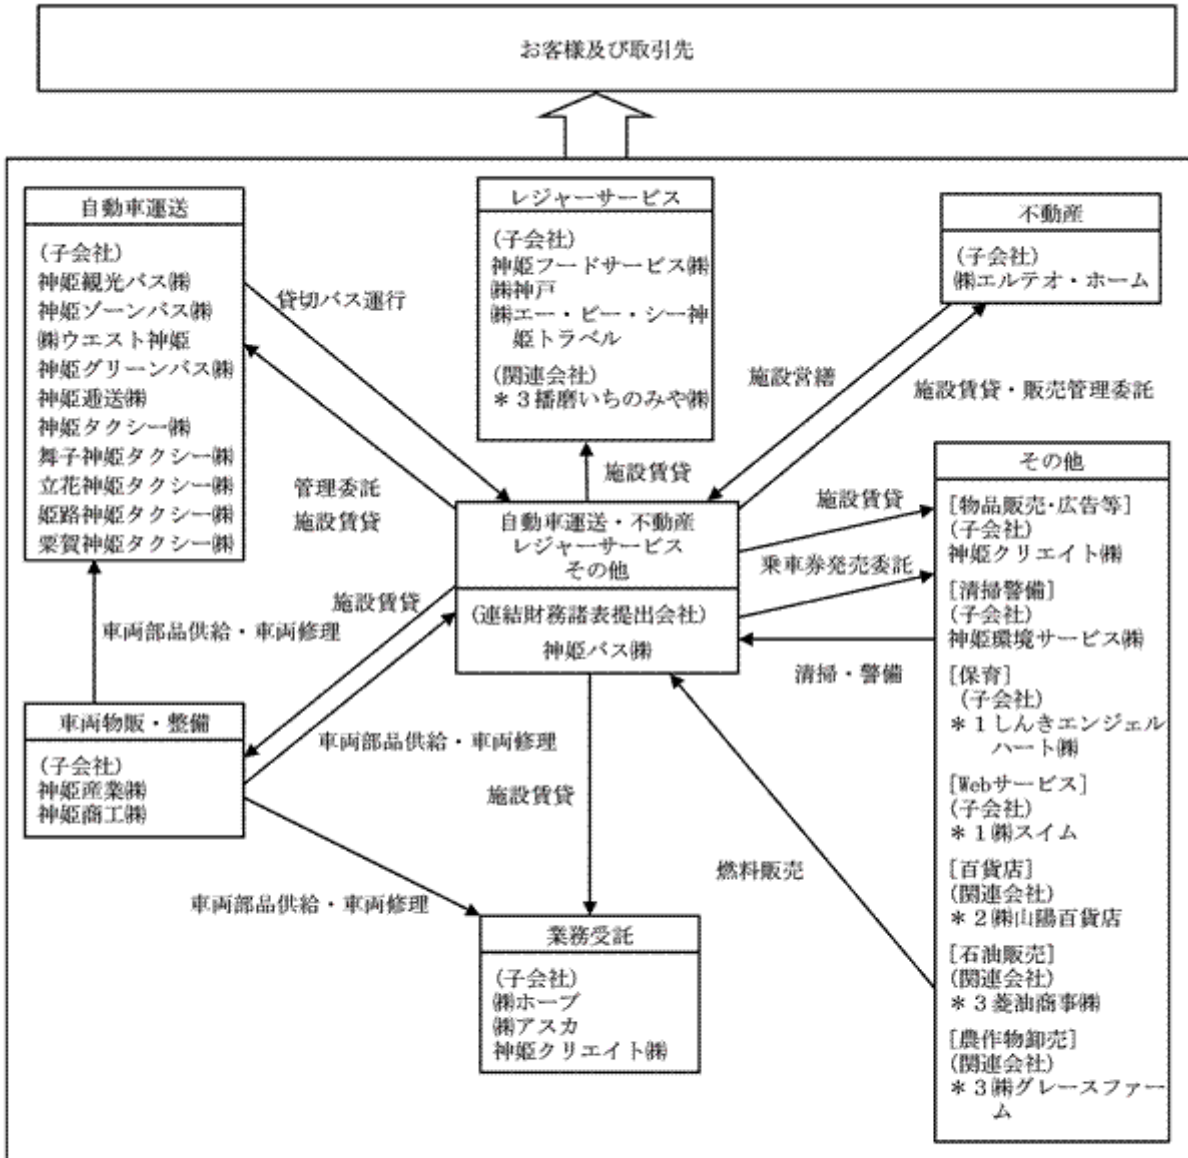 お客様及び取引先
自動車運送
(子会社)
神姫観光バス㈱
神姫ゾーンバス㈱
㈱ウエスト神姫
神姫グリーンバス㈱
神姫逓送㈱
神姫タクシー㈱
舞子神姫タクシー㈱
立花神姫タクシー㈱
姫路神姫タクシー㈱
粟賀神姫タクシー㈱
貸切バス運行
管理委託
施設賃貸
レジャーサービス
(子会社)
神姫フードサービス㈱
㈱神戸
㈱エー・ビー・シー神
姫トラベル
(関連会社)
*3播磨いちのみや㈱
施設賃貸
不動産
(子会社)
㈱エルテオ・ホーム
施設営繕
施設賃貸・販売管理委託
自動車運送・不動産
レジャーサービス
その他
(連結財務諸表提出会社)
神姫バス㈱
施設賃貸
乗車券発売委託
清掃・警備
燃料販売
その他
[物品販売・広告等]
(子会社)
神姫クリエイト㈱
[清掃警備]
(子会社)
神姫環境サービス㈱
[保育]
(子会社)
*1しんきエンジェル
ハート㈱
[Webサービス]
(子会社)
*1㈱スイム
[百貨店]
(関連会社)
*2㈱山陽百貨店
[石油販売]
(関連会社)
*3菱油商事㈱
[農作物卸売]
(関連会社)
*3㈱グレースファー
ム
車両部品供給・車両修理
施設賃貸
車両物販・整備
(子会社)
神姫産業㈱
神姫商工㈱
車両部品供給・車両修理
施設賃貸
車両部品供給・車両修理
業務受託
(子会社)
㈱ホープ
㈱アスカ
神姫クリエイト㈱